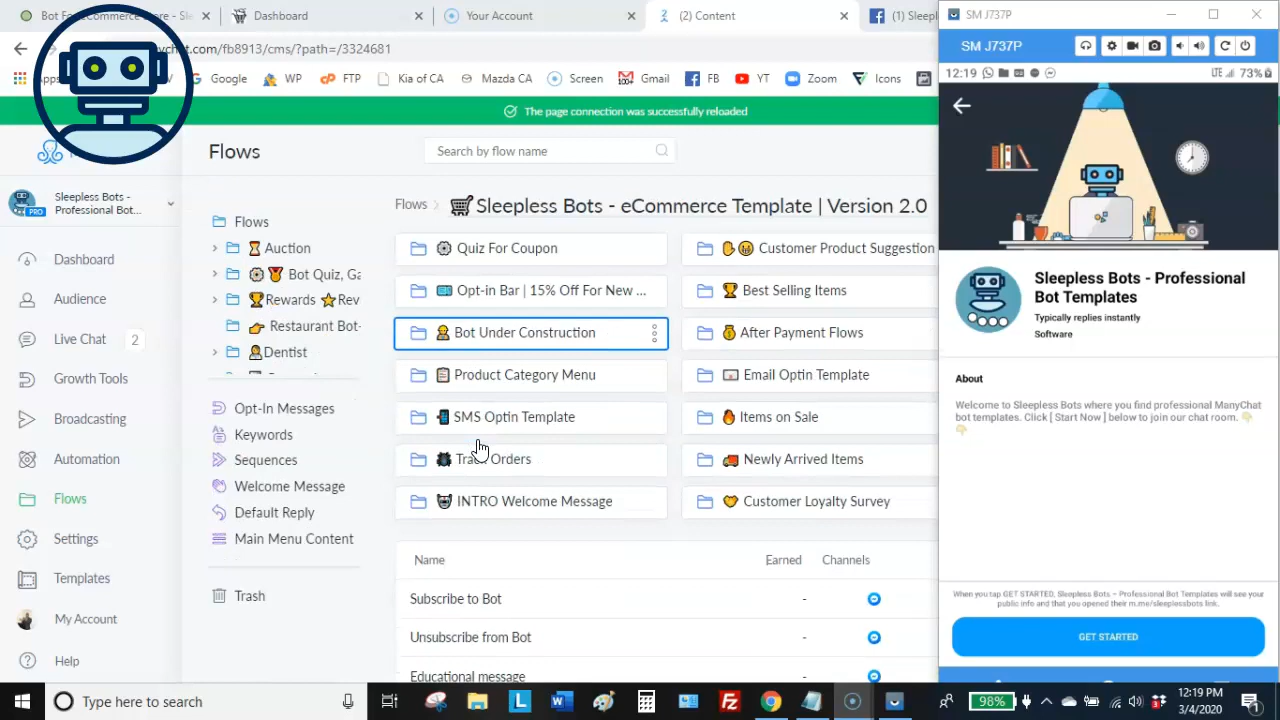 Bot Fo
Commerce Store - Sle
Dashboard
Your Account
(2) Content
(1) Sleepl
ychat.com/fb8913/cms/?path=/3324681
Google
WP
FTP
Kia of CA
Mazda CA
Screen
100+
Gmail
FB
YT
Zoom
Icons
The page connection was successfully reloaded
Flows
Search by flow name
Sleepless Bots -
Professional Bot...
PRO
Dashboard
Audience
Live Chat
2
Growth Tools
Broadcasting
Automation
Flows
Settings
Templates
My Account
Help
Flows
Auction
Bot Quiz, Ga
Rewards ⭐Rev
Restaurant Bot-
Dentist
Opt-In Messages
Keywords
Sequences
Welcome Message
Default Reply
Main Menu Content
Trash
Flows > Sleepless Bots - eCommerce Template | Version 2.0
Quiz For Coupon
Customer Product Suggestion
Opt-in Bar | 15% Off For New ...
Best Selling Items
Bot Under Construction
After Payment Flows
Product Category Menu
Email Optin Template
SMS Optin Template
Items on Sale
Orders
Newly Arrived Items
INTRO Welcome Message
Customer Loyalty Survey
Name
Earned
Channels
Subscribe to Bot
-
Unsubscribe from Bot
-
Educational message
SM J737P
SM J737P
12:19
LTE
73%
Sleepless Bots - Professional
Bot Templates
Typically replies instantly
Software
About
Welcome to Sleepless Bots where you find professional ManyChat
bot templates. Click [ Start Now ] below to join our chat room. 👇
👇
When you tap GET STARTED, Sleepless Bots - Professional Bot Templates will see your
public info and that you opened their m.me/sleeplessbots link.
GET STARTED
Type here to search
98%
12:19 PM
3/4/2020
1